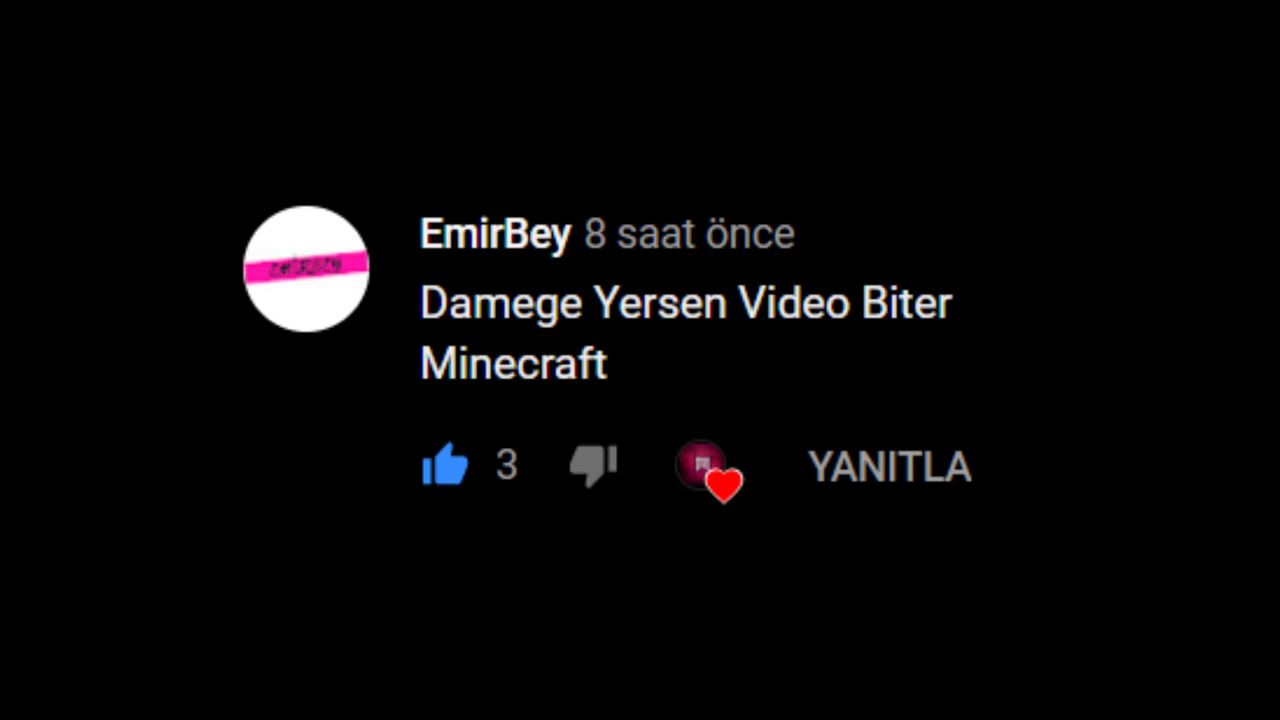 EmirBey 8 saat önce
Damege Yersen Video Biter
Minecraft
3 YANITLA